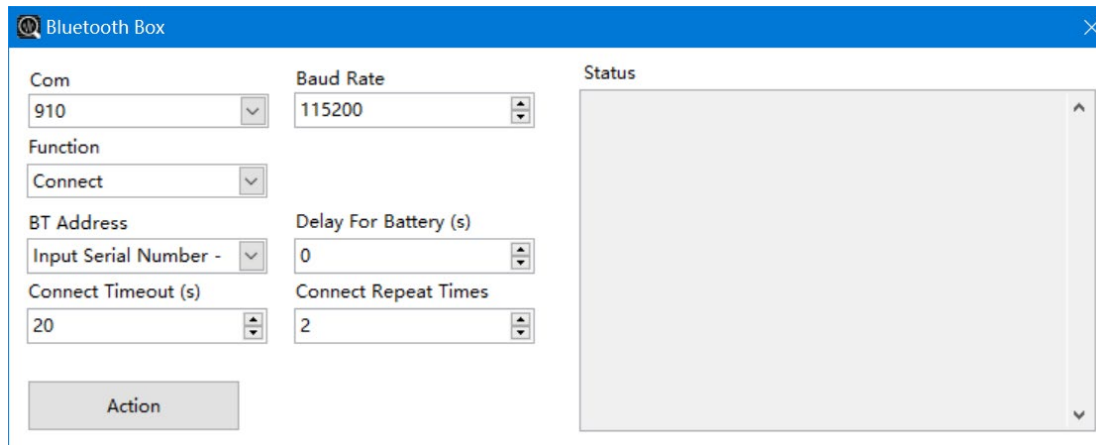 Bluetooth Box
Com
Baud Rate
Status
910
115200
Function
Connect
BT Address
Delay For Battery (s)
Input Serial Number -
0
Connect Timeout (s)
Connect Repeat Times
20
2
Action